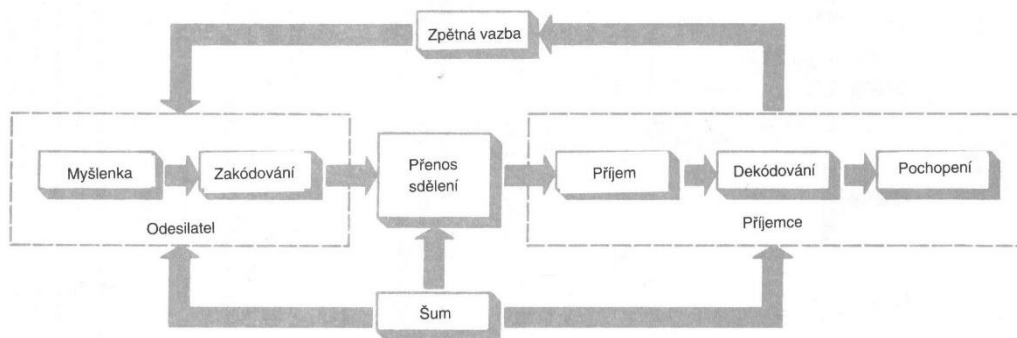 Zpětná vazba
Myšlenka
Zakódování
Přenos
sdělení
Příjem
Dekódování
Pochopení
Odesilatel
Příjemce
Šum